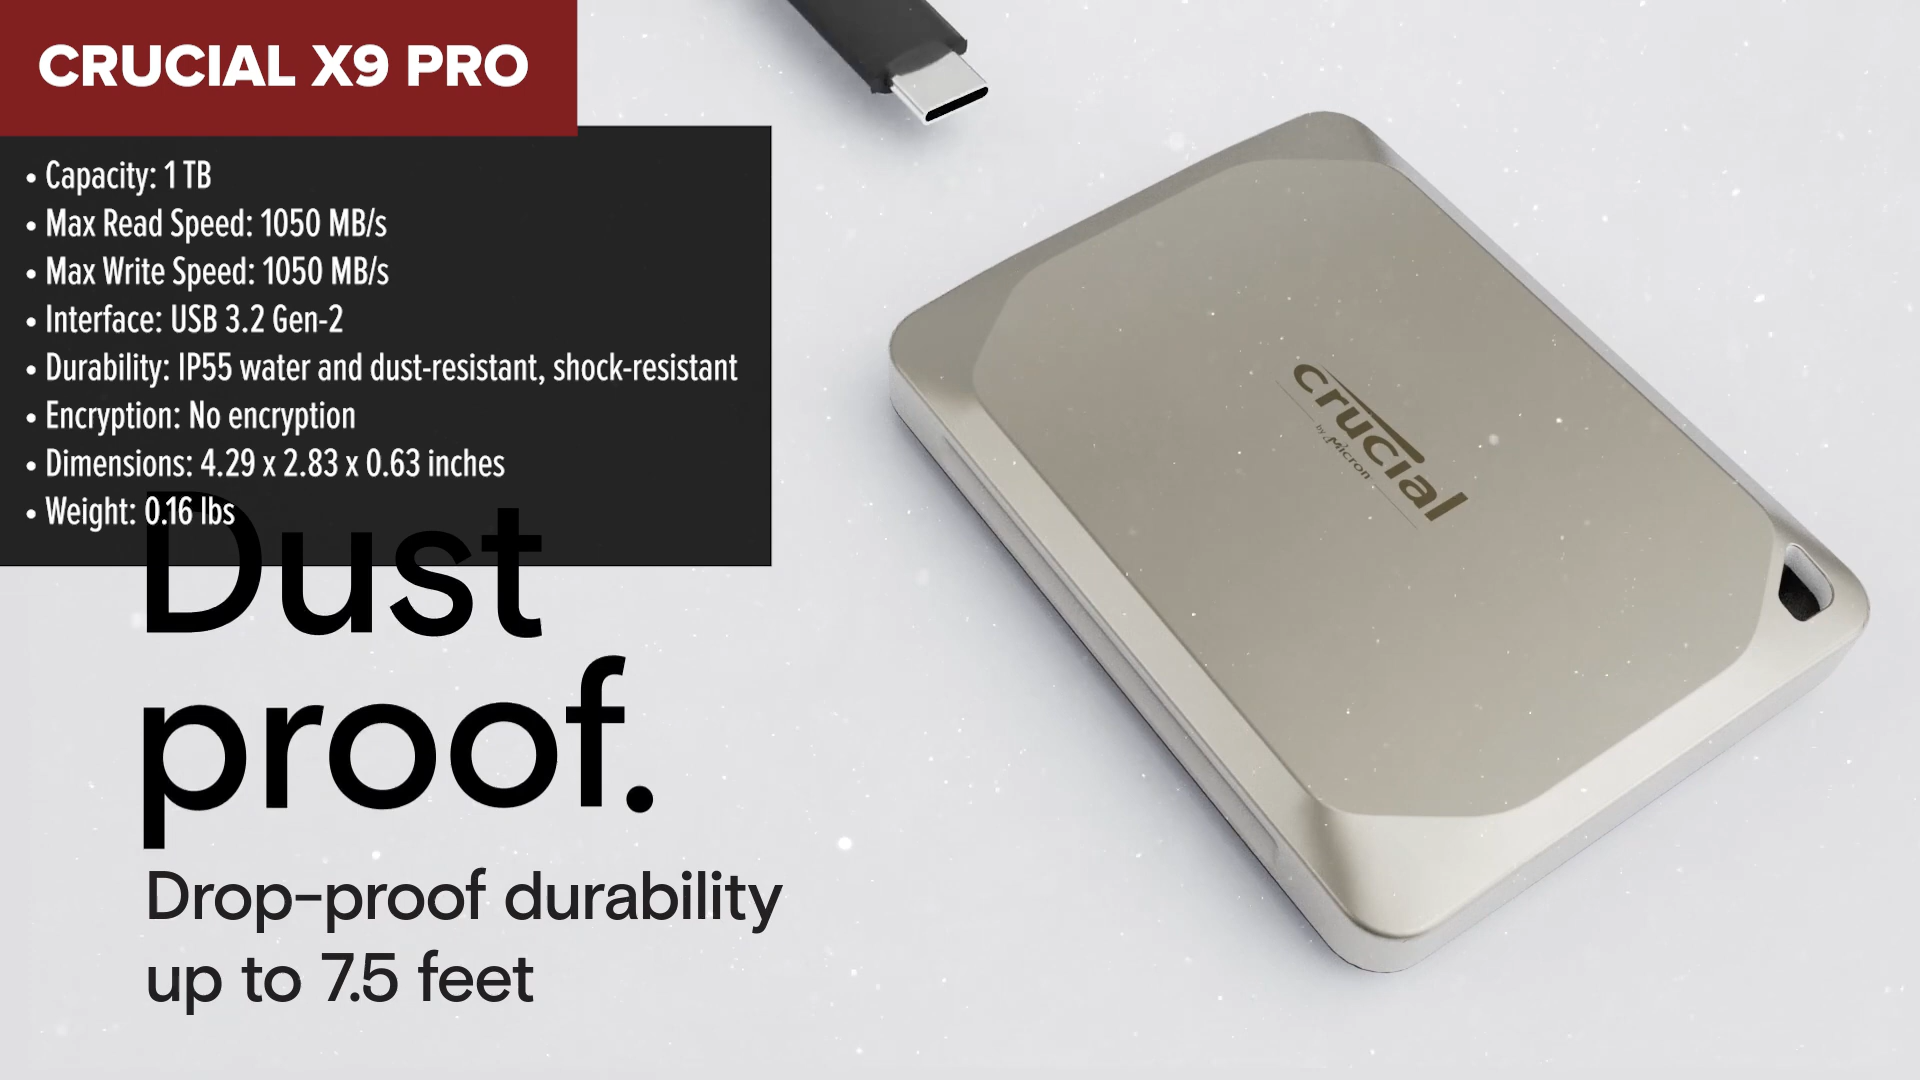 CRUCIAL X9 PRO
• Capacity: 1 TB
• Max Read Speed: 1050 MB/s
• Max Write Speed: 1050 MB/s
• Interface: USB 3.2 Gen-2
• Durability: IP55 water and dust-resistant, shock-resistant
• Encryption: No encryption
• Dimensions: 4.29 x 2.83 x 0.63 inches
• Weight: 0.16 lbs
Dust
proof.
Drop-proof durability
up to 7.5 feet
crucial
by Micron